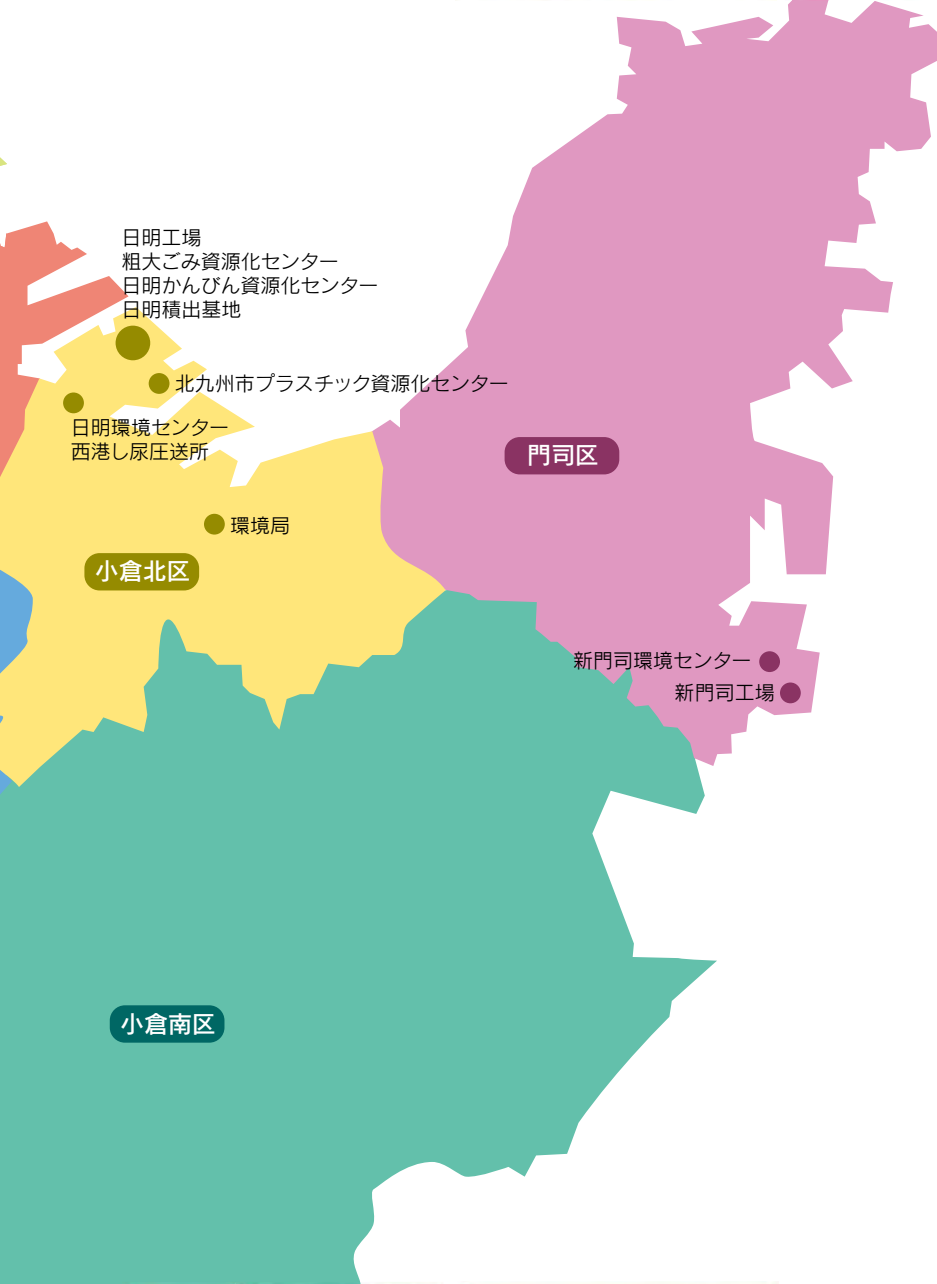 日明工場
粗大ごみ資源化センター
日明かんびん資源化センター
日明積出基地
北九州市プラスチック資源化センター
日明環境センター
西港し尿圧送所
門司区
環境局
小倉北区
新門司環境センター
新門司工場
小倉南区